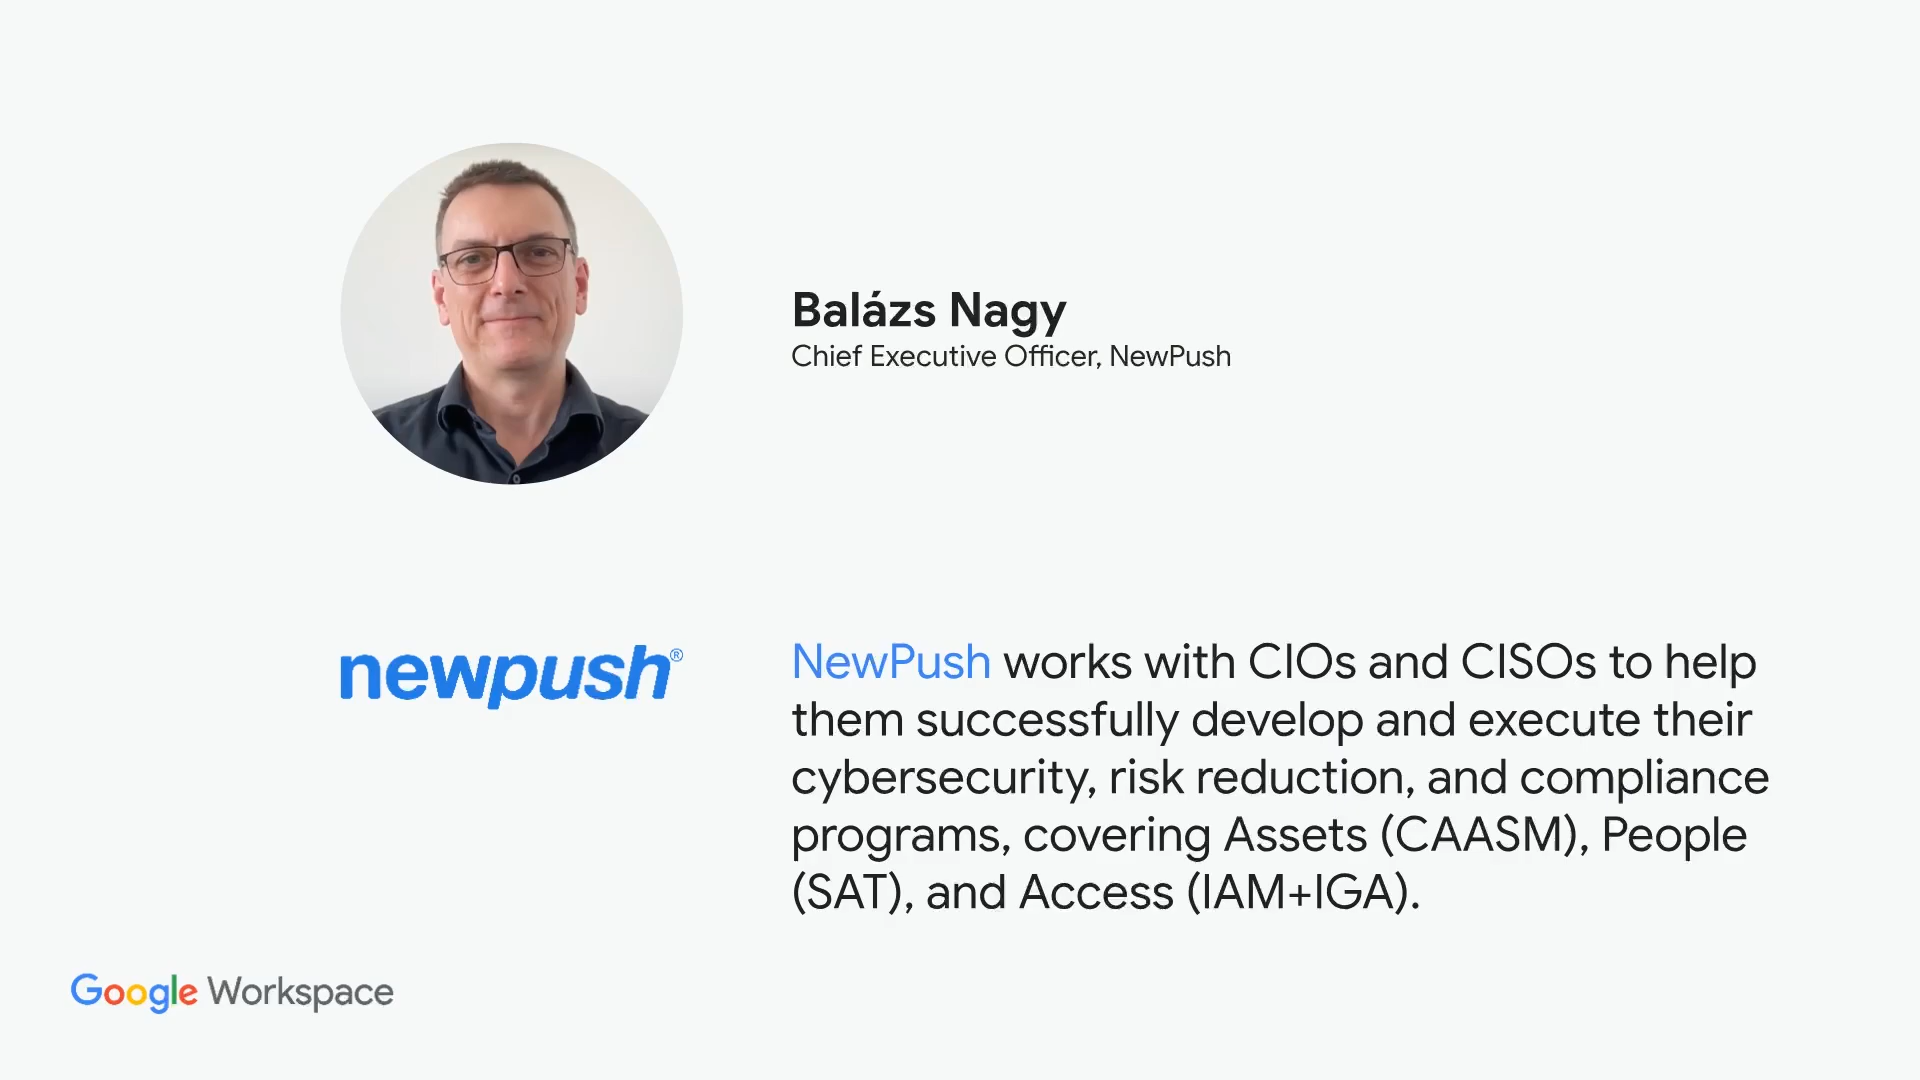 Balázs Nagy
Chief Executive Officer, NewPush
newpush®
NewPush works with CIOs and CISOs to help
them successfully develop and execute their
cybersecurity, risk reduction, and compliance
programs, covering Assets (CAASM), People
(SAT), and Access (IAM+IGA).
Google Workspace